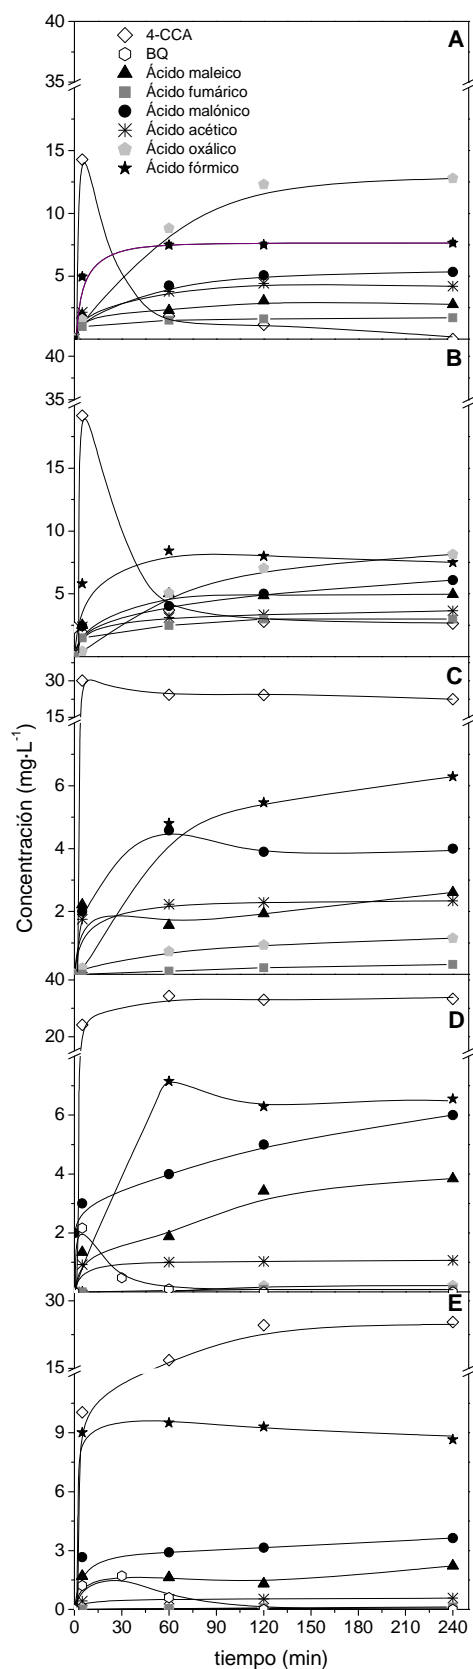 A
4-CCA
BQ
Ácido maleico
Ácido fumárico
Ácido malónico
Ácido acético
Ácido oxálico
Ácido fórmico
40
35
15
10
5
B
40
35
15
10
5
C
30
15
6
4
2
D
40
20
6
4
2
E
30
15
9
6
3
0
0 30 60 90 120 150 180 210 240
tiempo (min)
Concentración (mg·L⁻¹)